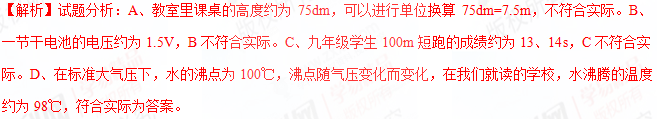 【解析】试题分析：A、教室里课桌的高度约为 75dm，可以进行单位换算 75dm=7.5m，不符合实际。B、
一节干电池的电压约为 1.5V，B 不符合实际。C、九年级学生 100m 短跑的成绩约为 13、14s，C 不符合实
际。D、在标准大气压下，水的沸点为 100℃，沸点随气压变化而变化，在我们就读的学校，水沸腾的温度
约为 98℃，符合实际为答案。